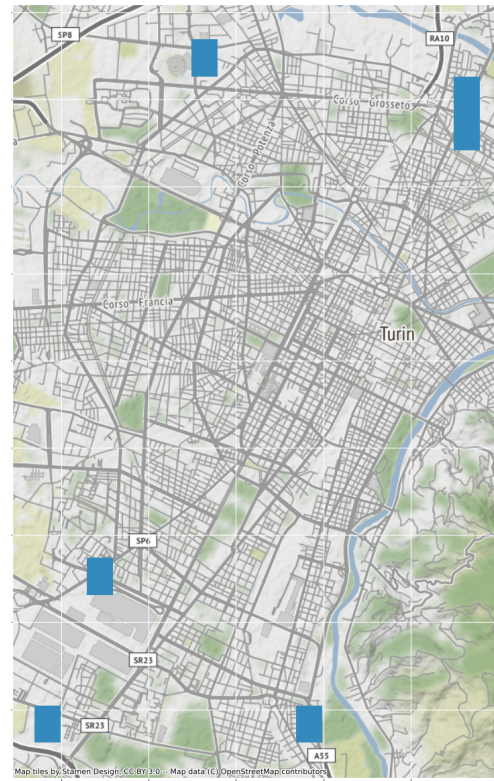 SP8
RA10
Corso Grosseto
Corso Potenza
a
Corso Francia
Turin
SP6
SR23
SR23
A55
Map tiles by Stamen Design, CC BY 3.0 -- Map data (C) OpenStreetMap contributors